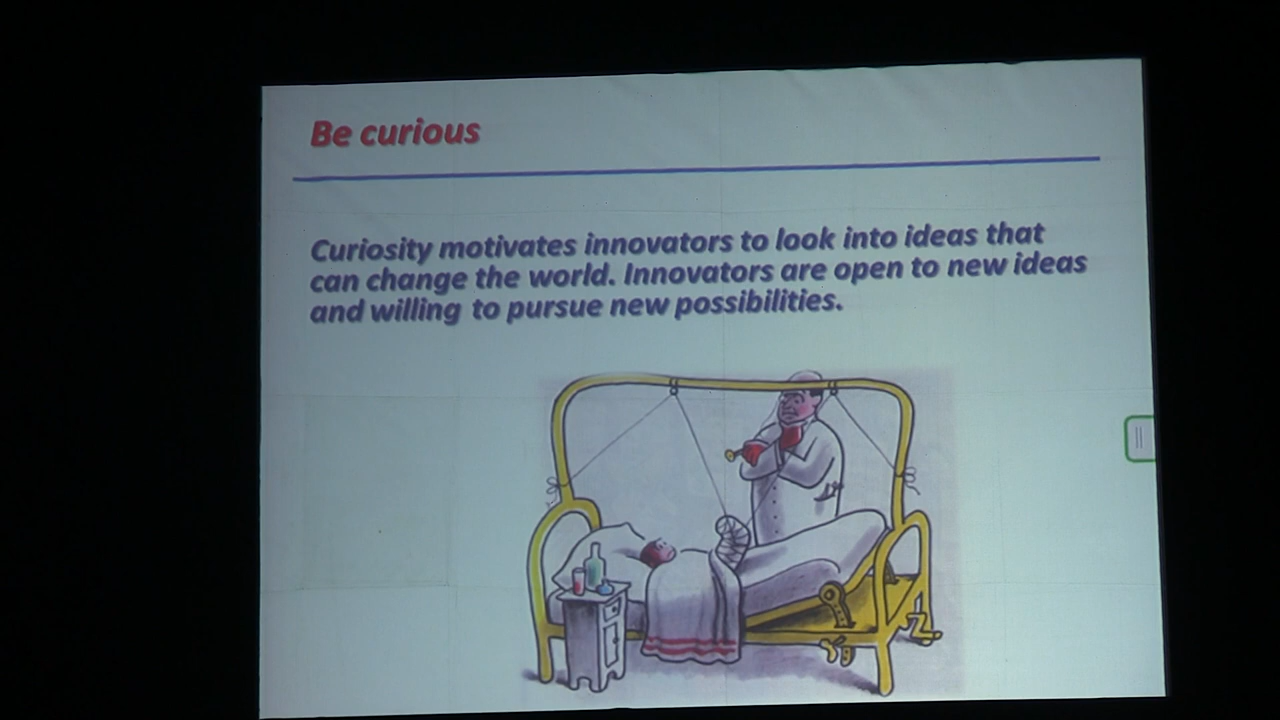 Be curious
Curiosity motivates innovators to look into ideas that
can change the world. Innovators are open to new ideas
and willing to pursue new possibilities.